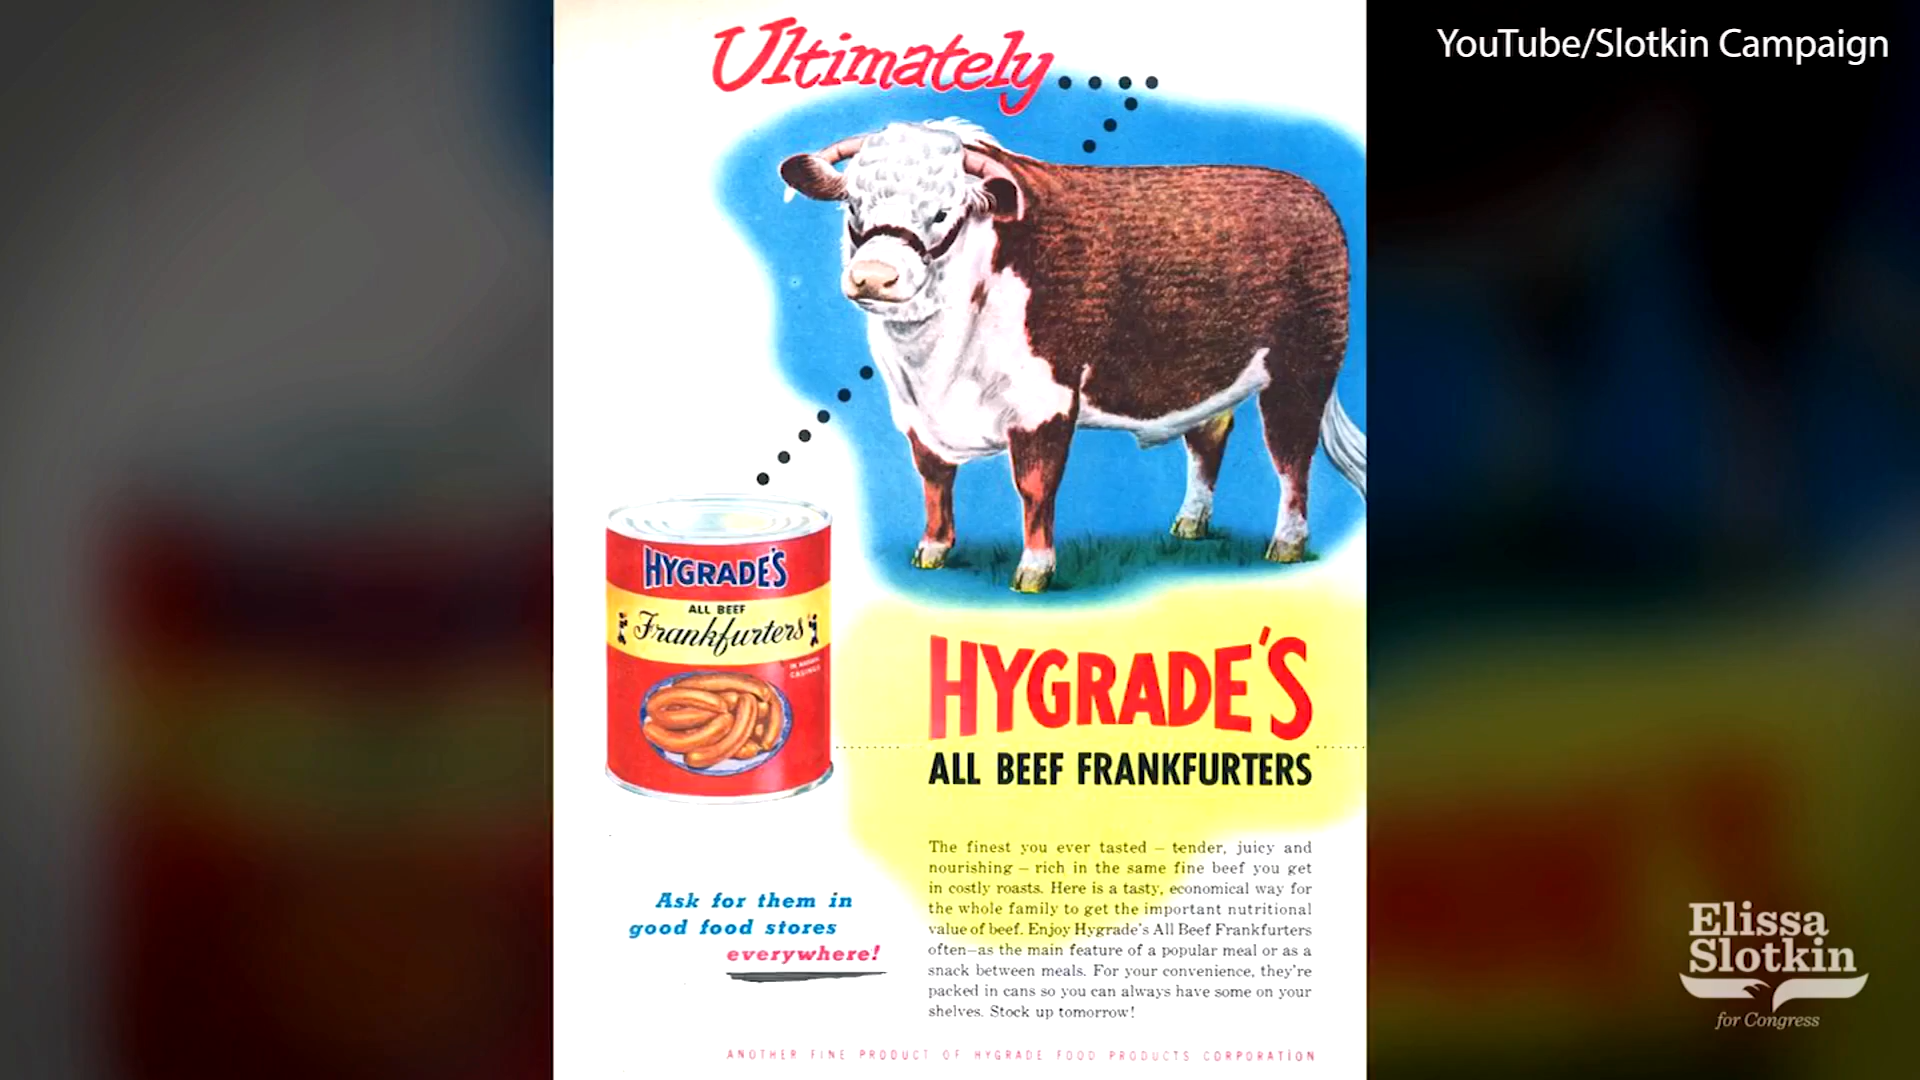 YouTube/Slotkin Campaign
Ultimately
HYGRADE'S
ALL BEEF
Frankfurters
IN NATURAL
CASINGS
HYGRADE'S
ALL BEEF FRANKFURTERS
The finest you ever tasted – tender, juicy and
nourishing – rich in the same fine beef you get
in costly roasts. Here is a tasty, economical way for
the whole family to get the important nutritional
value of beef. Enjoy Hygrade's All Beef Frankfurters
often—as the main feature of a popular meal or as a
snack between meals. For your convenience, they're
packed in cans so you can always have some on your
shelves. Stock up tomorrow!
Ask for them in
good food stores
everywhere!
ANOTHER FINE PRODUCT OF HYGRADE FOOD PRODUCTS CORPORATION
Elissa
Slotkin
for Congress